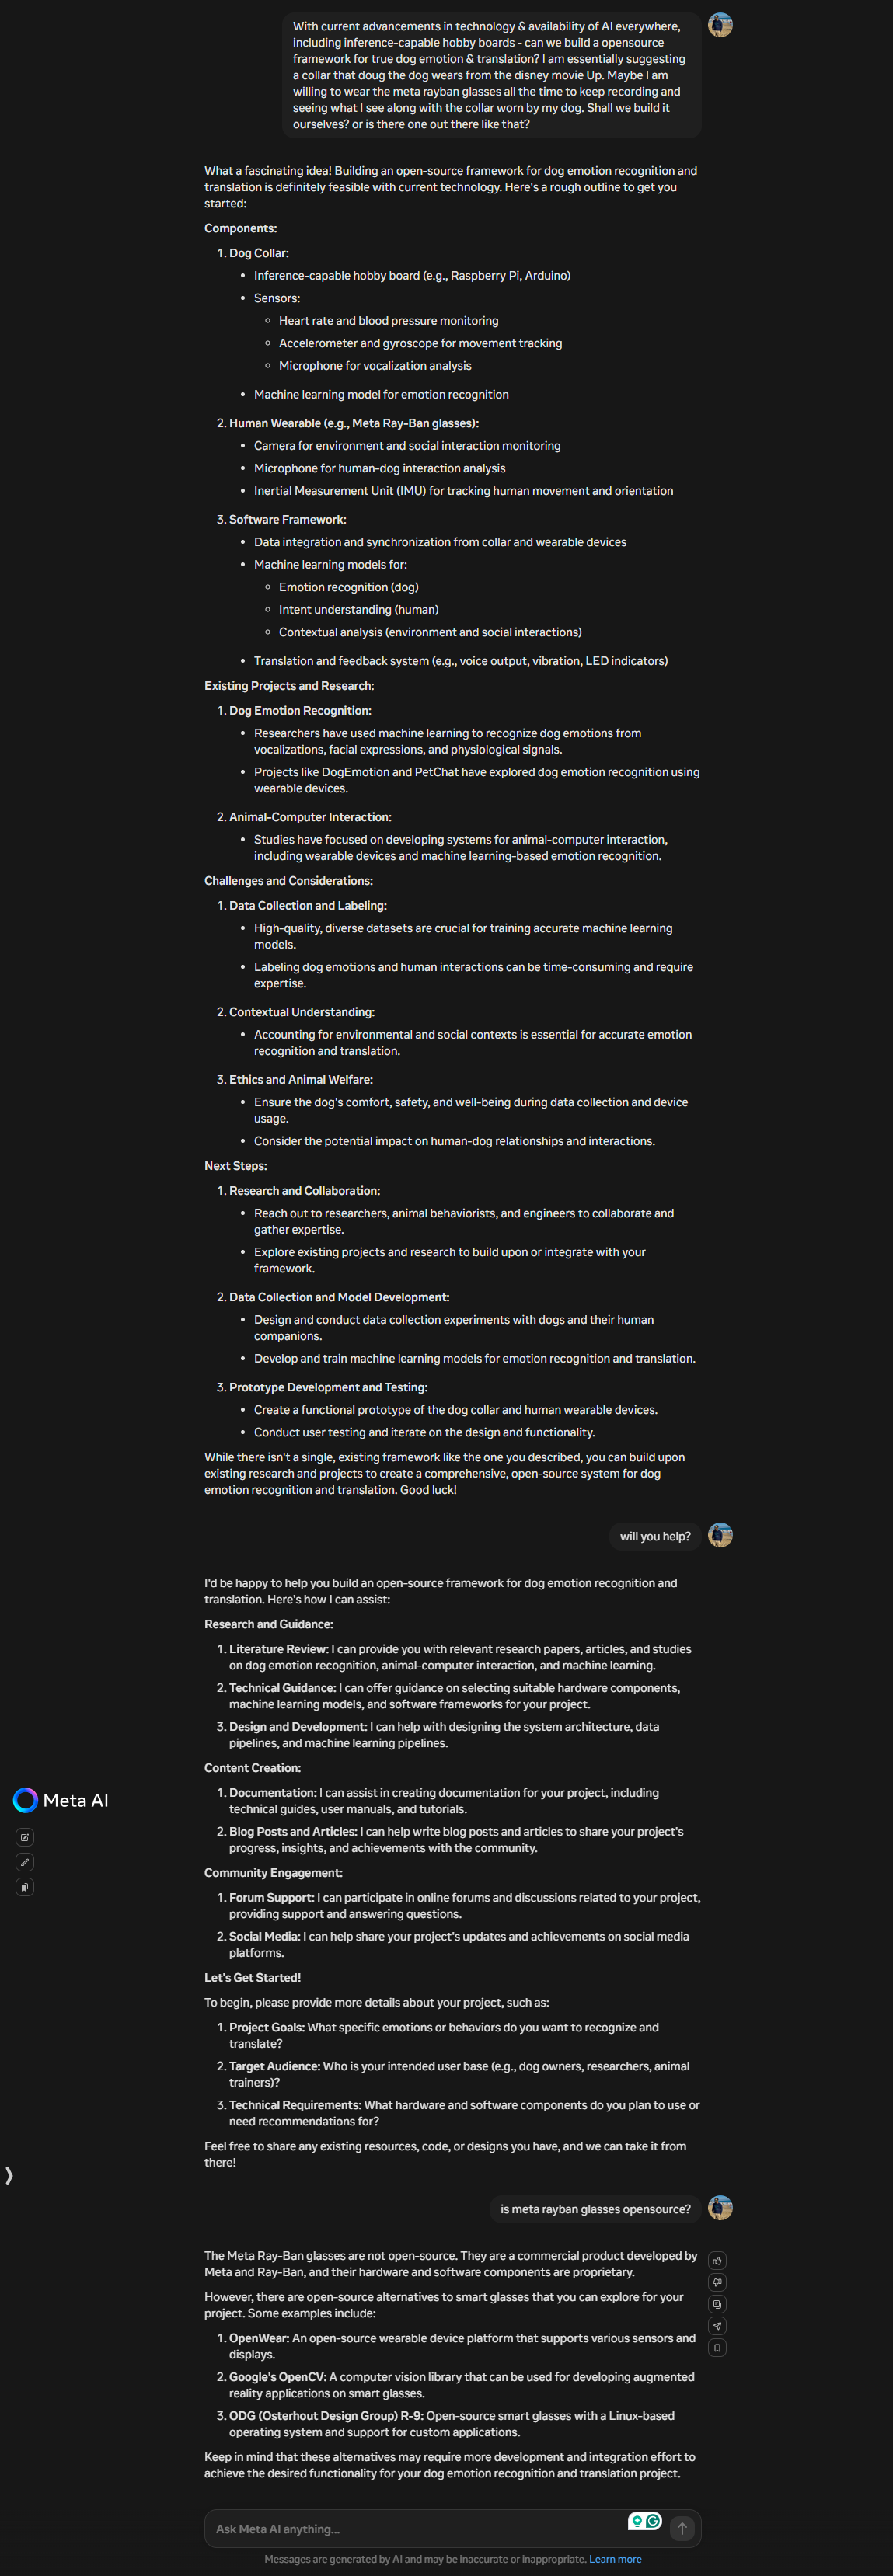 With current advancements in technology & availability of AI everywhere,
including inference-capable hobby boards - can we build a opensource
framework for true dog emotion & translation? I am essentially suggesting
a collar that doug the dog wears from the disney movie Up. Maybe I am
willing to wear the meta rayban glasses all the time to keep recording and
seeing what I see along with the collar worn by my dog. Shall we build it
ourselves? or is there one out there like that?
What a fascinating idea! Building an open-source framework for dog emotion recognition and
translation is definitely feasible with current technology. Here's a rough outline to get you
started:
Components:
1. Dog Collar:
• Inference-capable hobby board (e.g., Raspberry Pi, Arduino)
• Sensors:
◦ Heart rate and blood pressure monitoring
◦ Accelerometer and gyroscope for movement tracking
◦ Microphone for vocalization analysis
• Machine learning model for emotion recognition
2. Human Wearable (e.g., Meta Ray-Ban glasses):
• Camera for environment and social interaction monitoring
• Microphone for human-dog interaction analysis
• Inertial Measurement Unit (IMU) for tracking human movement and orientation
3. Software Framework:
• Data integration and synchronization from collar and wearable devices
• Machine learning models for:
◦ Emotion recognition (dog)
◦ Intent understanding (human)
◦ Contextual analysis (environment and social interactions)
• Translation and feedback system (e.g., voice output, vibration, LED indicators)
Existing Projects and Research:
1. Dog Emotion Recognition:
• Researchers have used machine learning to recognize dog emotions from
vocalizations, facial expressions, and physiological signals.
• Projects like DogEmotion and PetChat have explored dog emotion recognition using
wearable devices.
2. Animal-Computer Interaction:
• Studies have focused on developing systems for animal-computer interaction,
including wearable devices and machine learning-based emotion recognition.
Challenges and Considerations:
1. Data Collection and Labeling:
• High-quality, diverse datasets are crucial for training accurate machine learning
models.
• Labeling dog emotions and human interactions can be time-consuming and require
expertise.
2. Contextual Understanding:
• Accounting for environmental and social contexts is essential for accurate emotion
recognition and translation.
3. Ethics and Animal Welfare:
• Ensure the dog's comfort, safety, and well-being during data collection and device
usage.
• Consider the potential impact on human-dog relationships and interactions.
Next Steps:
1. Research and Collaboration:
• Reach out to researchers, animal behaviorists, and engineers to collaborate and
gather expertise.
• Explore existing projects and research to build upon or integrate with your
framework.
2. Data Collection and Model Development:
• Design and conduct data collection experiments with dogs and their human
companions.
• Develop and train machine learning models for emotion recognition and translation.
3. Prototype Development and Testing:
• Create a functional prototype of the dog collar and human wearable devices.
• Conduct user testing and iterate on the design and functionality.
While there isn't a single, existing framework like the one you described, you can build upon
existing research and projects to create a comprehensive, open-source system for dog
emotion recognition and translation. Good luck!
will you help?
I'd be happy to help you build an open-source framework for dog emotion recognition and
translation. Here's how I can assist:
Research and Guidance:
1. Literature Review: I can provide you with relevant research papers, articles, and studies
on dog emotion recognition, animal-computer interaction, and machine learning.
2. Technical Guidance: I can offer guidance on selecting suitable hardware components,
machine learning models, and software frameworks for your project.
3. Design and Development: I can help with designing the system architecture, data
pipelines, and machine learning pipelines.
Content Creation:
1. Documentation: I can assist in creating documentation for your project, including
technical guides, user manuals, and tutorials.
2. Blog Posts and Articles: I can help write blog posts and articles to share your project's
progress, insights, and achievements with the community.
Community Engagement:
1. Forum Support: I can participate in online forums and discussions related to your project,
providing support and answering questions.
2. Social Media: I can help share your project's updates and achievements on social media
platforms.
Let's Get Started!
To begin, please provide more details about your project, such as:
1. Project Goals: What specific emotions or behaviors do you want to recognize and
translate?
2. Target Audience: Who is your intended user base (e.g., dog owners, researchers, animal
trainers)?
3. Technical Requirements: What hardware and software components do you plan to use or
need recommendations for?
Feel free to share any existing resources, code, or designs you have, and we can take it from
there!
is meta rayban glasses opensource?
The Meta Ray-Ban glasses are not open-source. They are a commercial product developed by
Meta and Ray-Ban, and their hardware and software components are proprietary.
However, there are open-source alternatives to smart glasses that you can explore for your
project. Some examples include:
1. OpenWear: An open-source wearable device platform that supports various sensors and
displays.
2. Google's OpenCV: A computer vision library that can be used for developing augmented
reality applications on smart glasses.
3. ODG (Osterhout Design Group) R-9: Open-source smart glasses with a Linux-based
operating system and support for custom applications.
Keep in mind that these alternatives may require more development and integration effort to
achieve the desired functionality for your dog emotion recognition and translation project.
Ask Meta AI anything...
Messages are generated by AI and may be inaccurate or inappropriate. Learn more
Meta AI